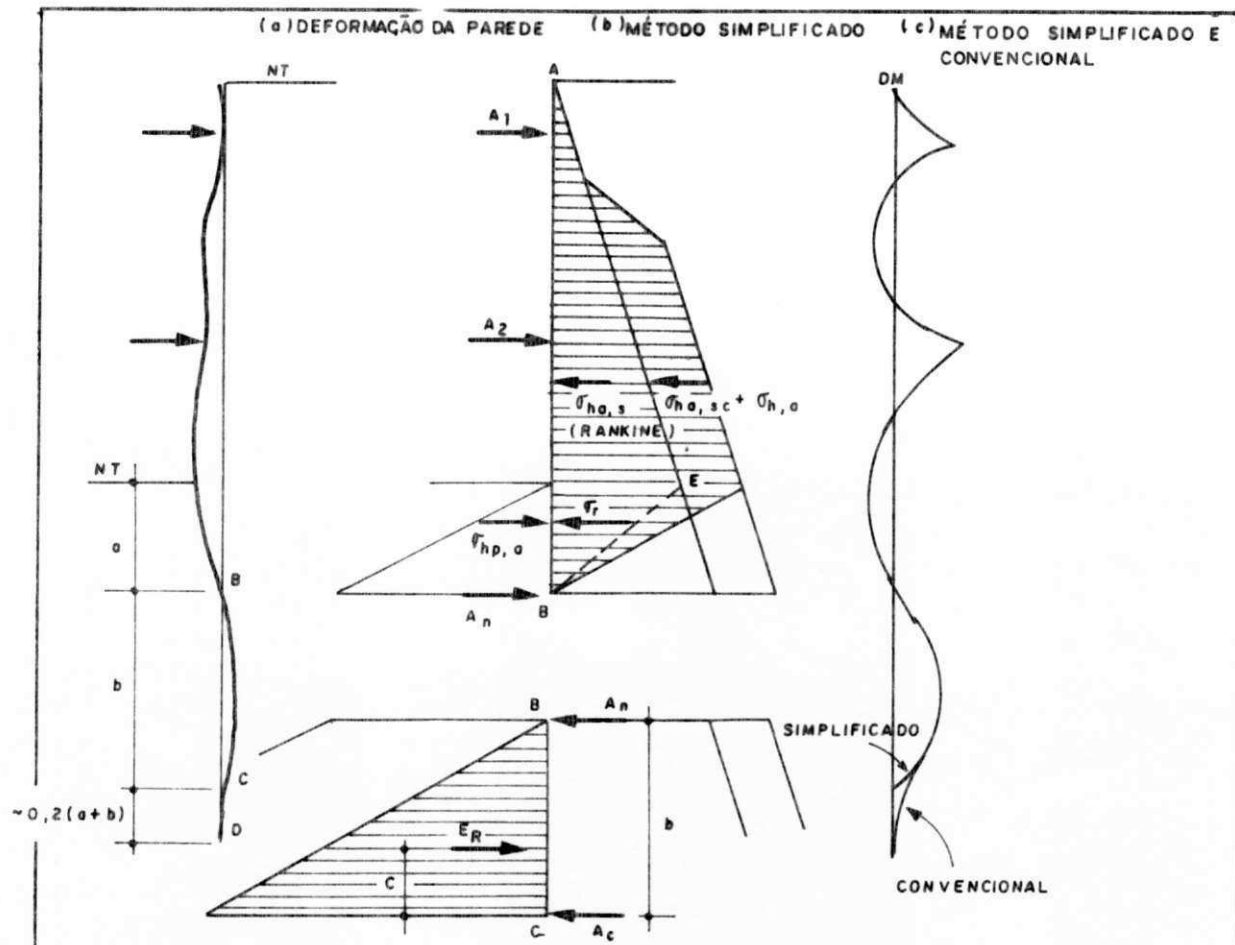 (a) DEFORMAÇÃO DA PAREDE
(b) MÉTODO SIMPLIFICADO
(c) MÉTODO SIMPLIFICADO E
CONVENCIONAL
NT
A
DM
A1
A2
σha,s
σha,sc + σh,a
(RANKINE)
NT
E
a
σr
σhp,a
B
An
B
b
B
An
SIMPLIFICADO
C
~0,2(a+b)
D
ER
b
C
CONVENCIONAL
C
Ac